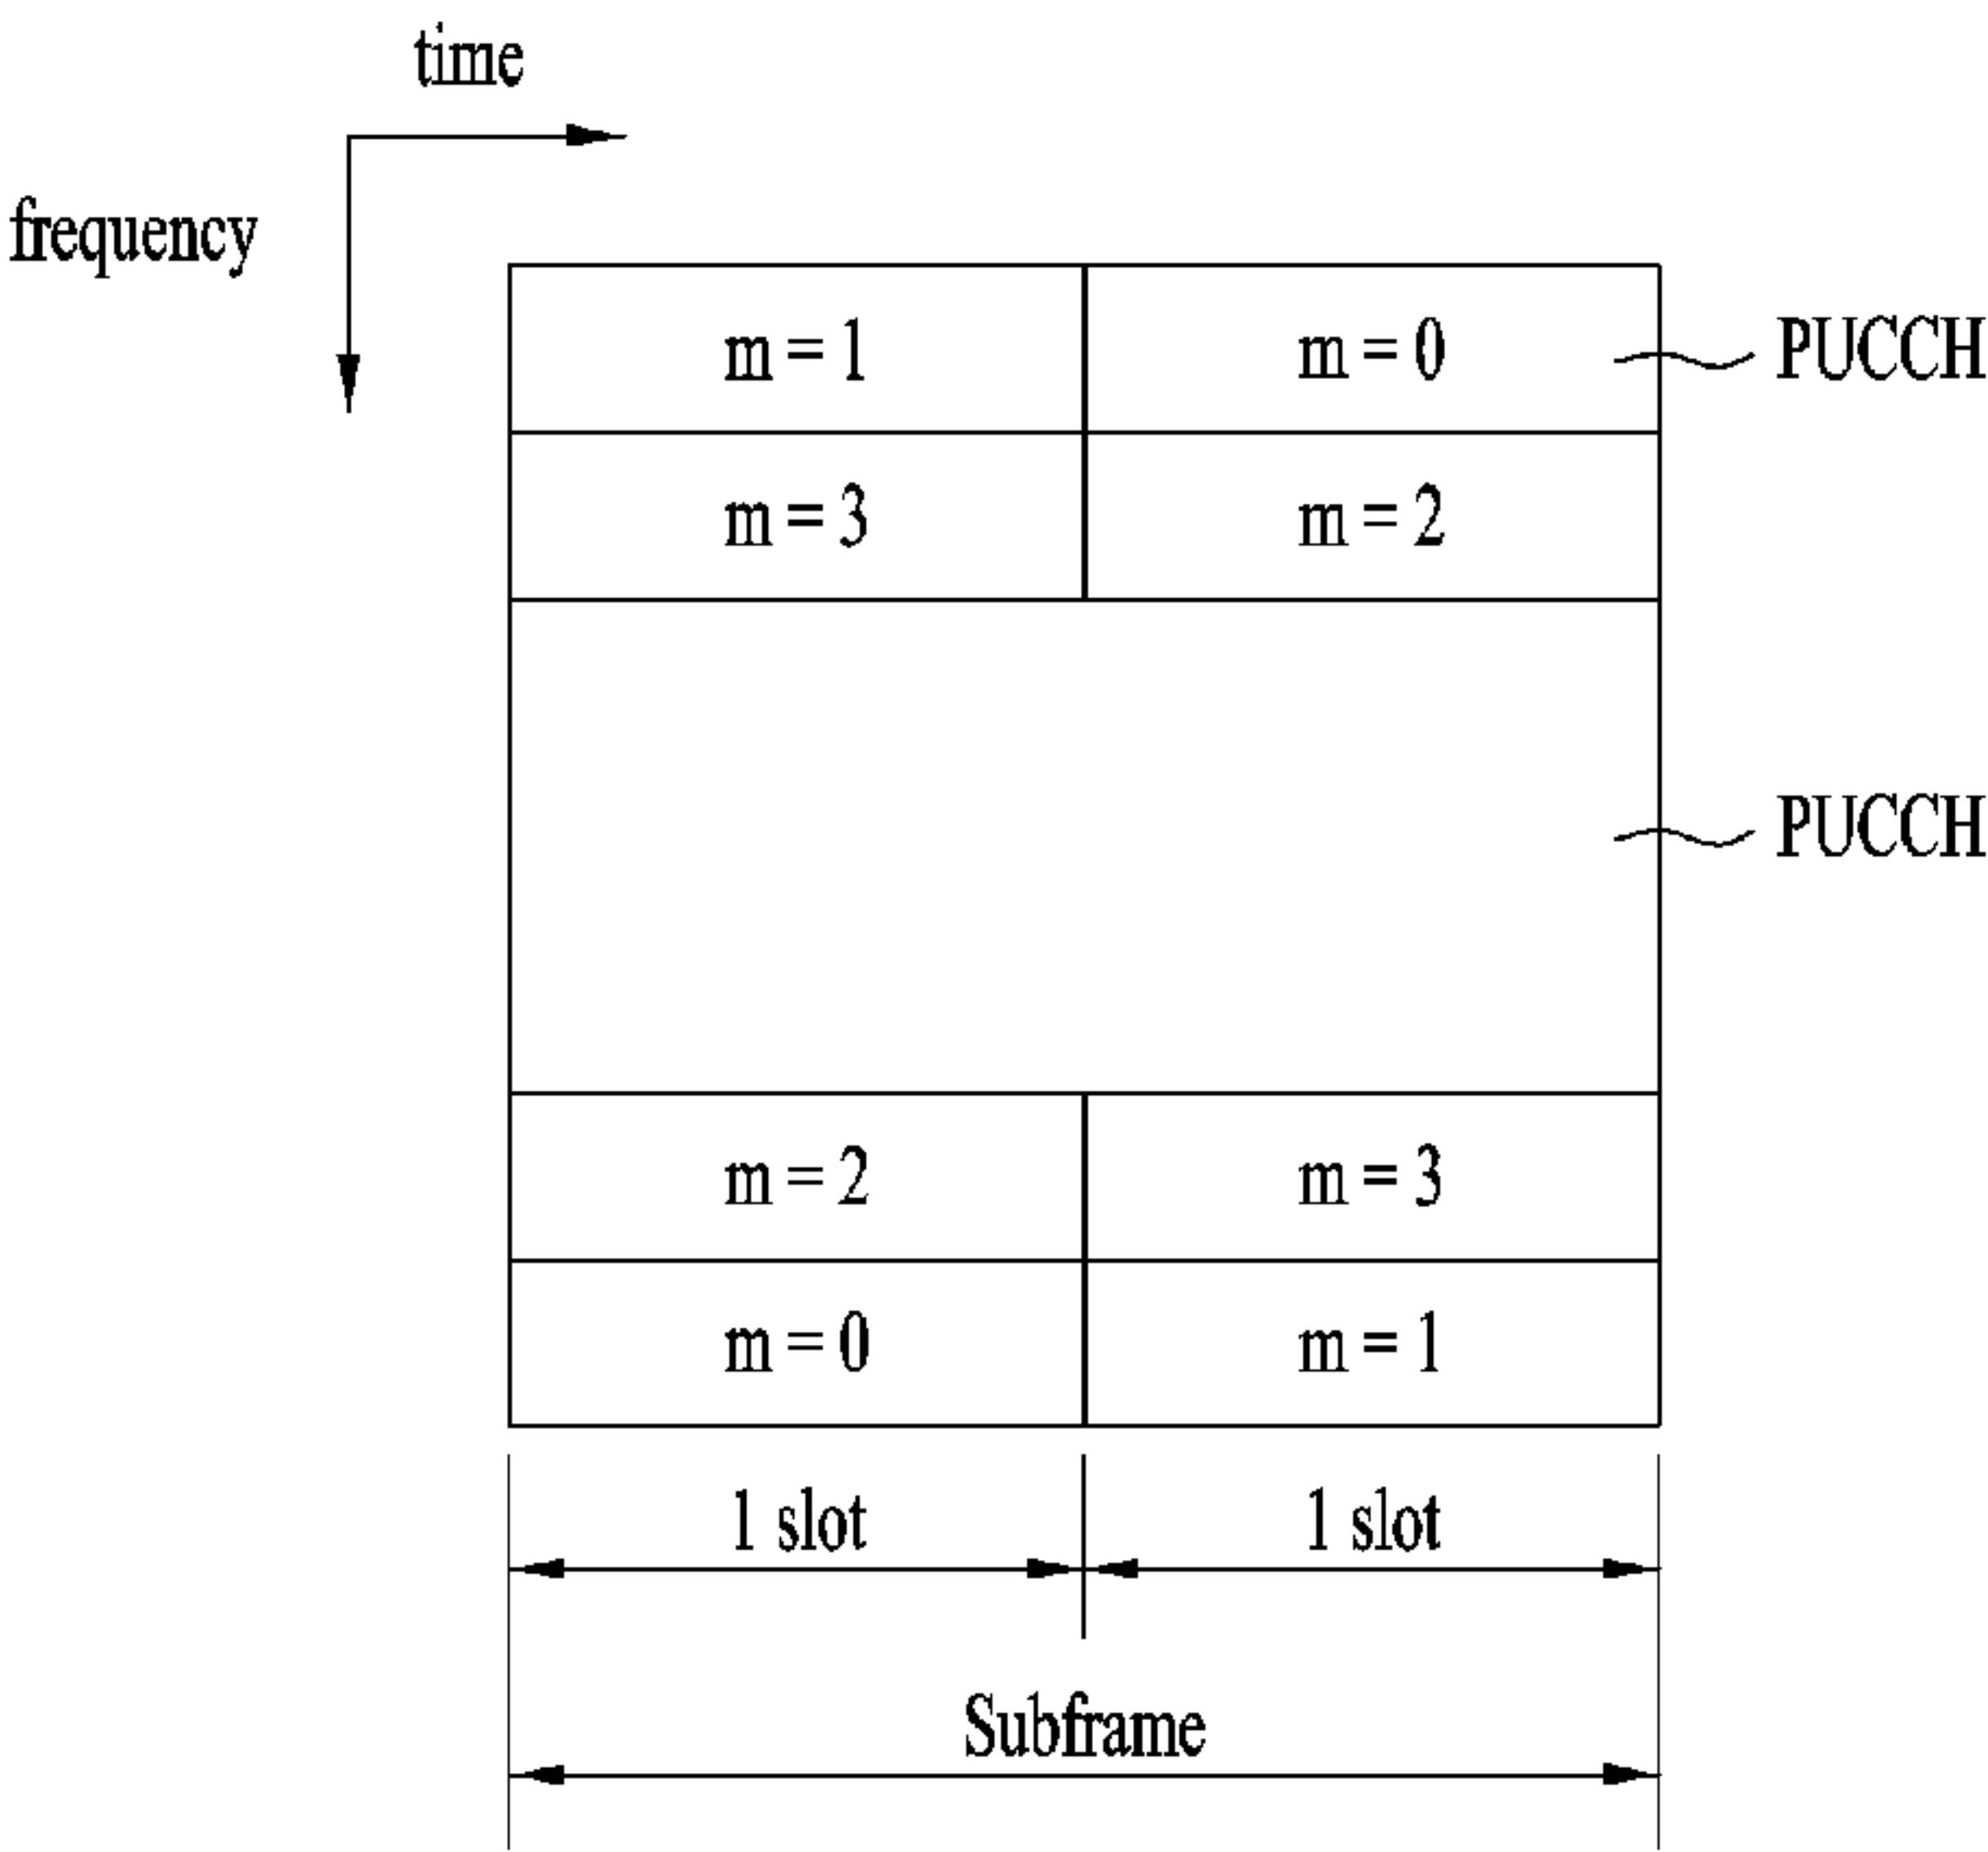 time
frequency
m = 1 m = 0 PUCCH
m = 3 m = 2
PUCCH
m = 2 m = 3
m = 0 m = 1
1 slot 1 slot
Subframe